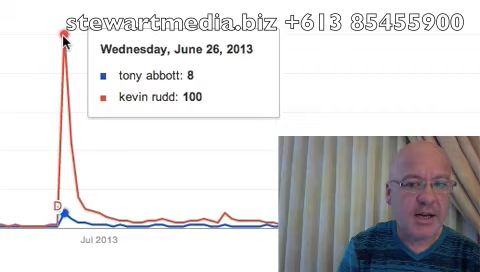 stewartmedia.biz +613 85455900
Wednesday, June 26, 2013
tony abbott: 8
kevin rudd: 100
D
Jul 2013